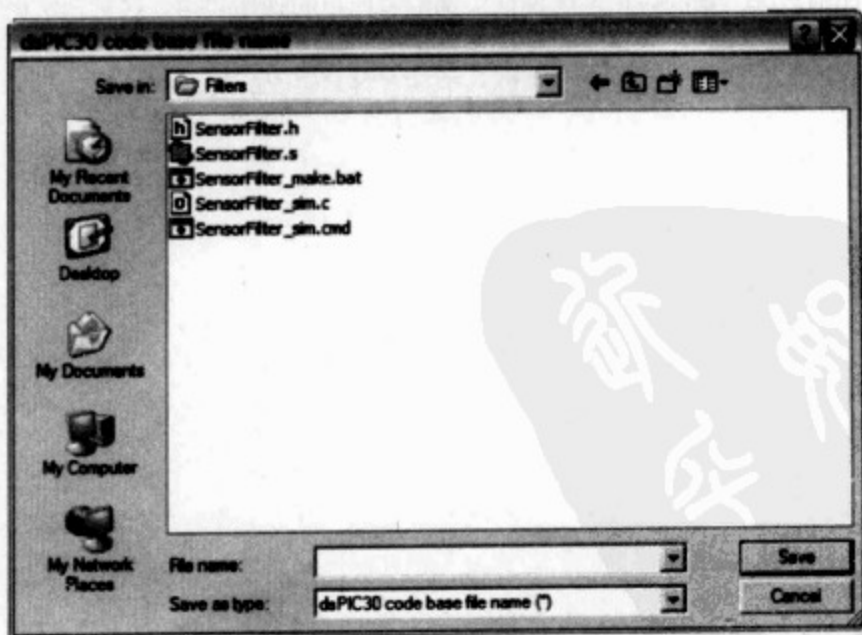 dsPIC30 code base file name
Save in: Filters
SensorFilter.h
SensorFilter.s
SensorFilter_make.bat
SensorFilter_sim.c
SensorFilter_sim.cmd
My Recent Documents
Desktop
My Documents
My Computer
My Network Places
File name:
Save
Save as type: dsPIC30 code base file name (*)
Cancel